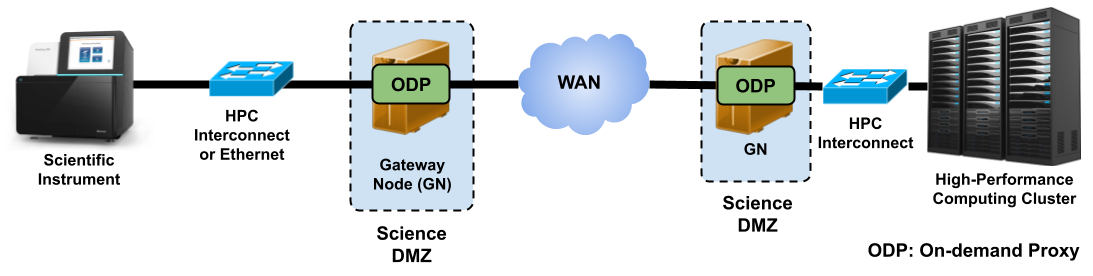 ODP
WAN
ODP
HPC
Interconnect
or Ethernet
HPC
Interconnect
Scientific
Instrument
Gateway
Node (GN)
GN
High-Performance
Computing Cluster
Science
DMZ
Science
DMZ
ODP: On-demand Proxy